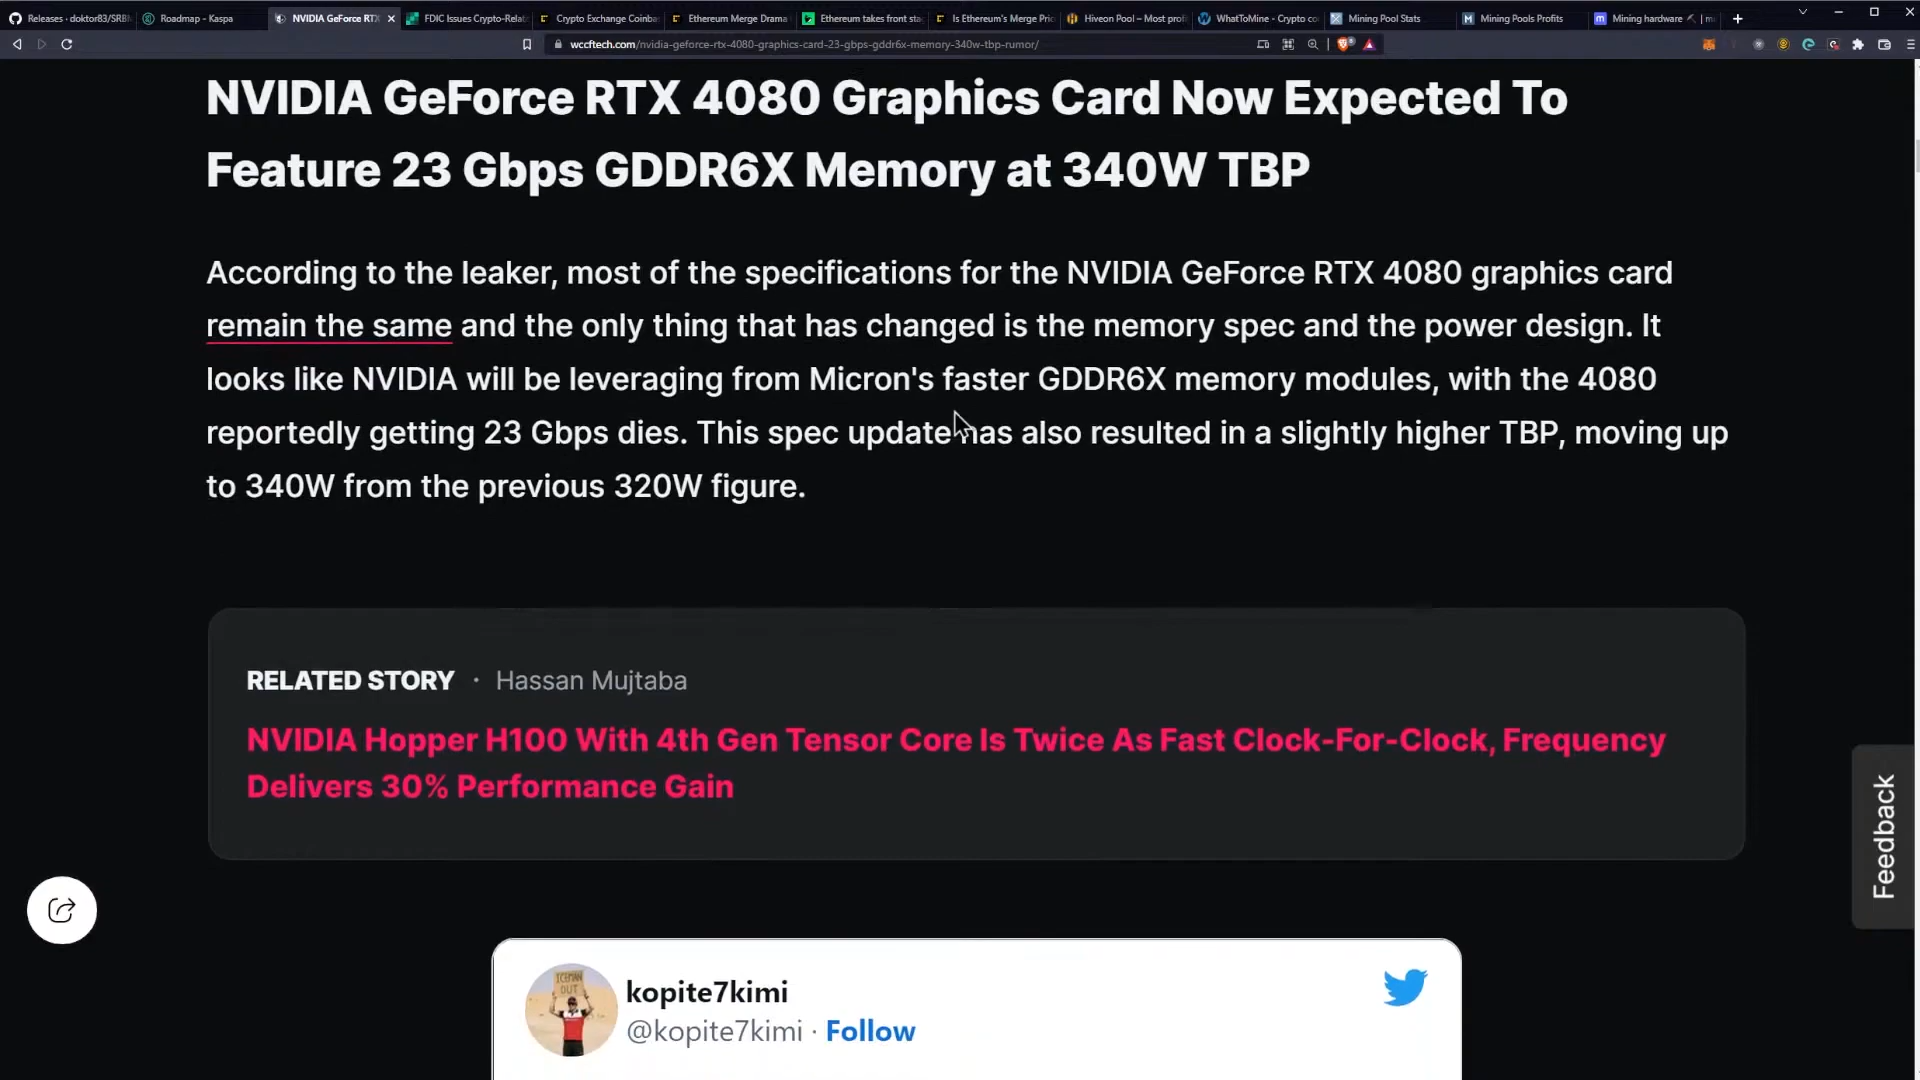 Releases - doktor83/SRBM
Roadmap - Kaspa
NVIDIA GeForce RTX
FDIC Issues Crypto-Relat
Crypto Exchange Coinba
Ethereum Merge Drama
Ethereum takes front sta
Is Ethereum's Merge Pric
Hiveon Pool – Most profi
WhatToMine - Crypto co
Mining Pool Stats
Mining Pools Profits
Mining hardware
wccftech.com/nvidia-geforce-rtx-4080-graphics-card-23-gbps-gddr6x-memory-340w-tbp-rumor/
NVIDIA GeForce RTX 4080 Graphics Card Now Expected To
Feature 23 Gbps GDDR6X Memory at 340W TBP
According to the leaker, most of the specifications for the NVIDIA GeForce RTX 4080 graphics card
remain the same and the only thing that has changed is the memory spec and the power design. It
looks like NVIDIA will be leveraging from Micron's faster GDDR6X memory modules, with the 4080
reportedly getting 23 Gbps dies. This spec update has also resulted in a slightly higher TBP, moving up
to 340W from the previous 320W figure.
RELATED STORY · Hassan Mujtaba
NVIDIA Hopper H100 With 4th Gen Tensor Core Is Twice As Fast Clock-For-Clock, Frequency
Delivers 30% Performance Gain
Feedback
ICEMAN
OUT
kopite7kimi
@kopite7kimi · Follow